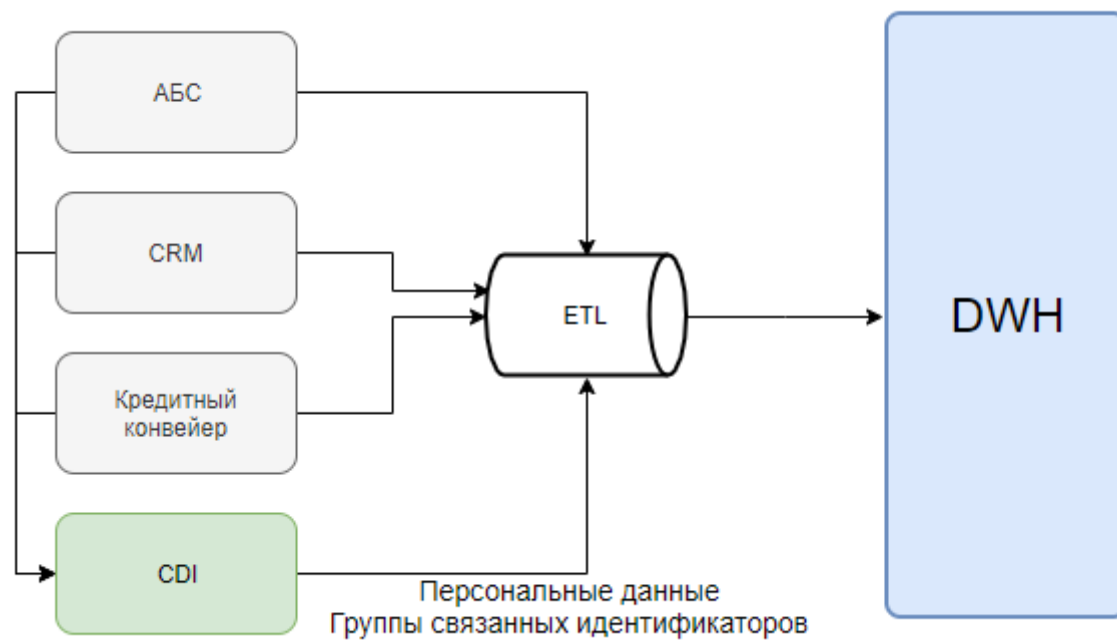 АБС
CRM
Кредитный
конвейер
CDI
ETL
DWH
Персональные данные
Группы связанных идентификаторов